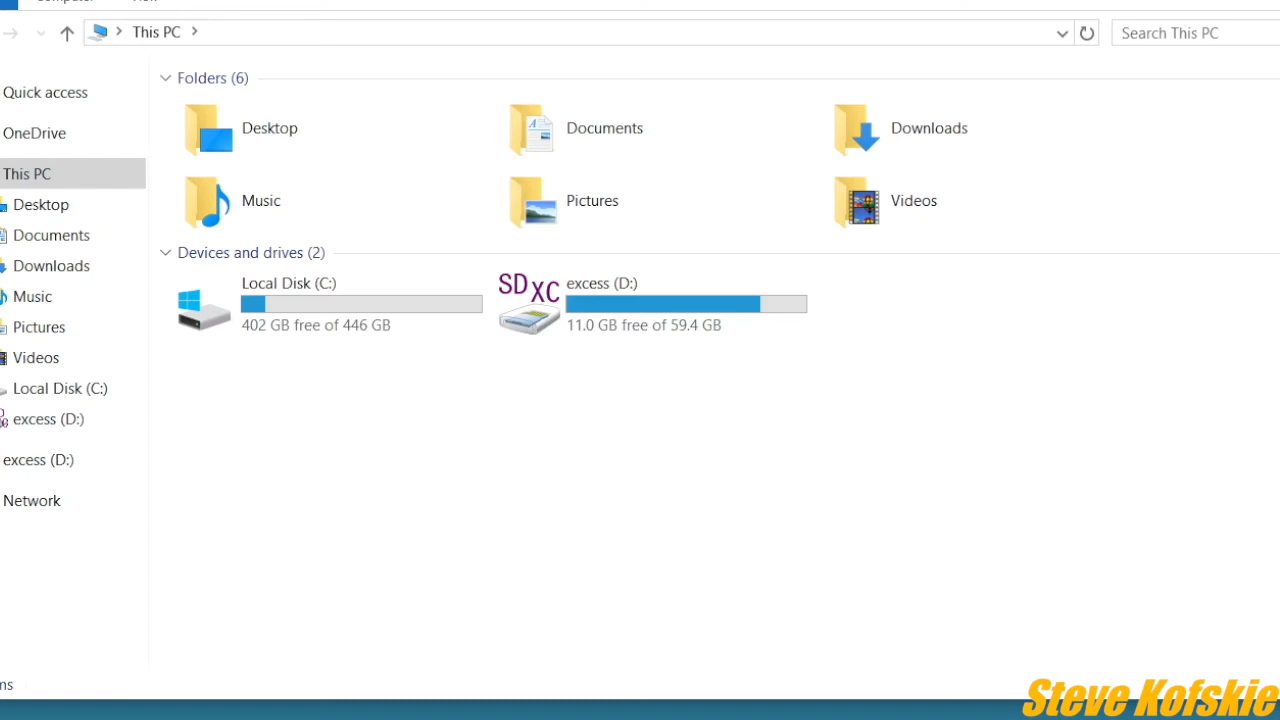 This PC
Search This PC
Quick access
OneDrive
This PC
Desktop
Documents
Downloads
Music
Pictures
Videos
Local Disk (C:)
excess (D:)
excess (D:)
Network
Folders (6)
Desktop
Documents
Downloads
Music
Pictures
Videos
Devices and drives (2)
Local Disk (C:)
402 GB free of 446 GB
SDXC
excess (D:)
11.0 GB free of 59.4 GB
Steve Kofskie